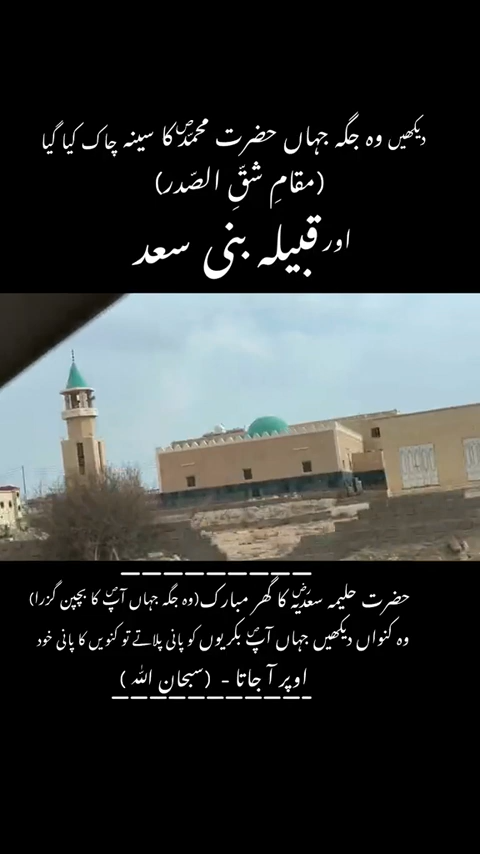 دیکھیں وہ جگہ جہاں حضرت محمدؐ کا سینہ چاک کیا گیا
(مقامِ شقِّ الصّدر)
اور قبیلہ بنی سعد
حضرت حلیمہ سعدیہؓ کا گھر مبارک (وہ جگہ جہاں آپؐ کا بچپن گزرا)
وہ کنواں دیکھیں جہاں آپؐ بکریوں کو پانی پلاتے تو کنویں کا پانی خود
اوپر آ جاتا - (سبحان اللہ)